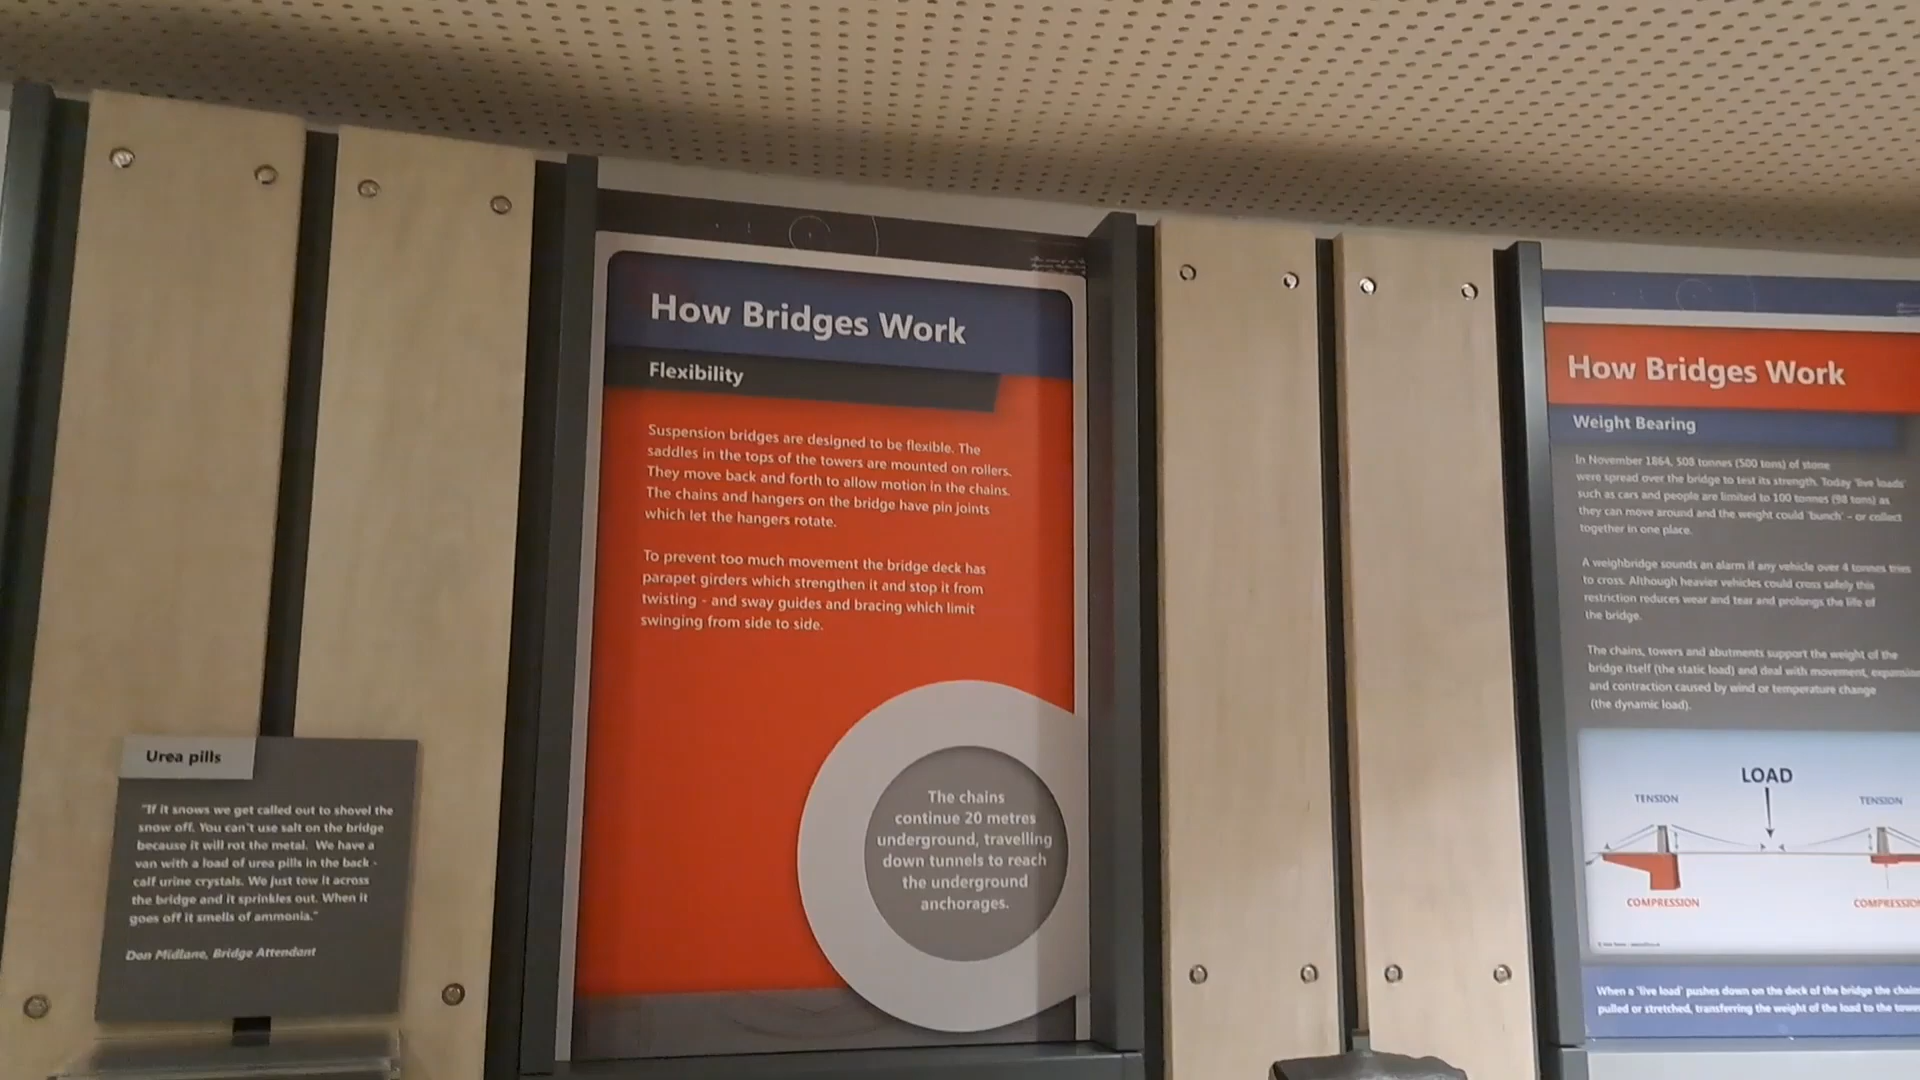 Urea pills
"If it snows we get called out to shovel the
snow off. You can't use salt on the bridge
because it will rot the metal. We have a
van with a load of urea pills in the back -
calf urine crystals. We just tow it across
the bridge and it sprinkles out. When it
goes off it smells of ammonia."
Don Midlane, Bridge Attendant
How Bridges Work
Flexibility
Suspension bridges are designed to be flexible. The
saddles in the tops of the towers are mounted on rollers.
They move back and forth to allow motion in the chains.
The chains and hangers on the bridge have pin joints
which let the hangers rotate.
To prevent too much movement the bridge deck has
parapet girders which strengthen it and stop it from
twisting - and sway guides and bracing which limit
swinging from side to side.
The chains
continue 20 metres
underground, travelling
down tunnels to reach
the underground
anchorages.
How Bridges Work
Weight Bearing
In November 1864, 508 tonnes (500 tons) of stone
were spread over the bridge to test its strength. Today 'live loads'
such as cars and people are limited to 100 tonnes (98 tons) as
they can move around and the weight could 'bunch' – or collect
together in one place.
A weighbridge sounds an alarm if any vehicle over 4 tonnes tries
to cross. Although heavier vehicles could cross safely this
restriction reduces wear and tear and prolongs the life of
the bridge.
The chains, towers and abutments support the weight of the
bridge itself (the static load) and deal with movement, expansion
and contraction caused by wind or temperature change
(the dynamic load).
LOAD
TENSION
TENSION
COMPRESSION
COMPRESSION
When a 'live load' pushes down on the deck of the bridge the chains
pulled or stretched, transferring the weight of the load to the